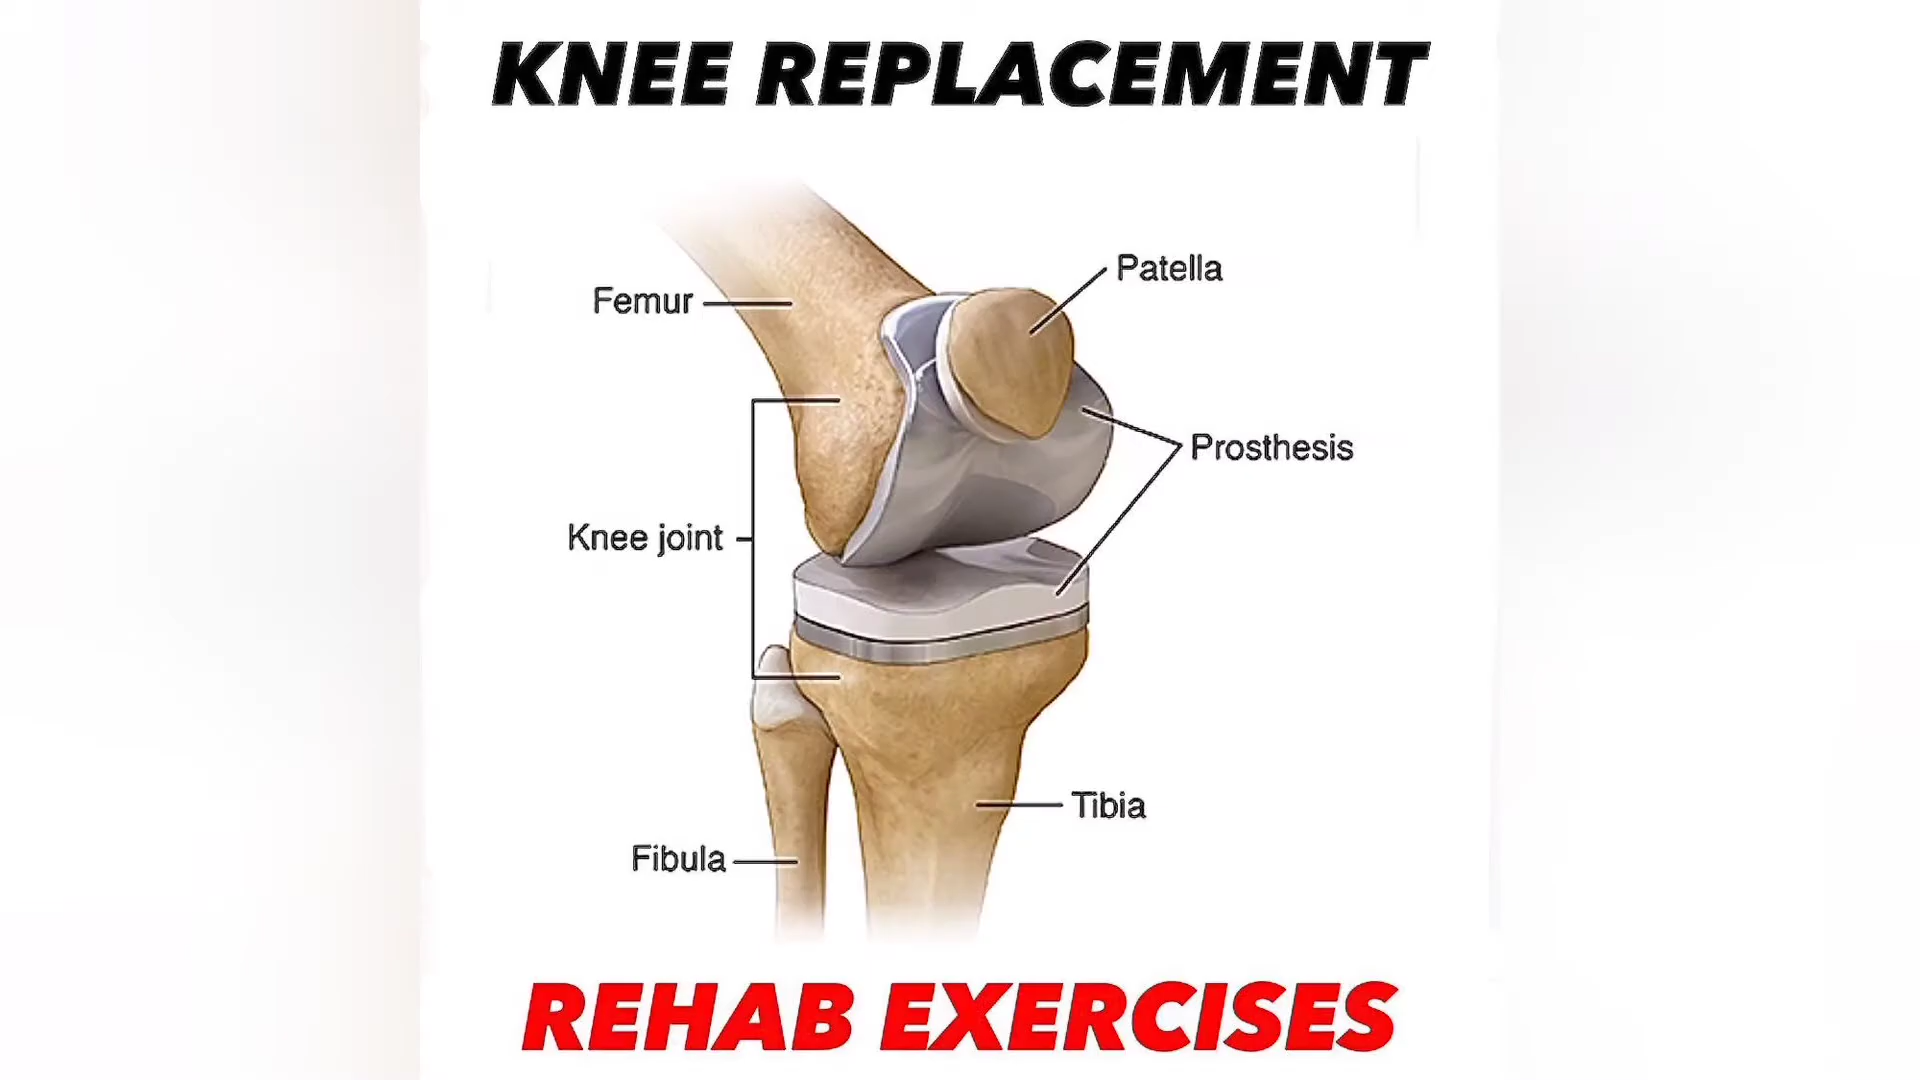 KNEE REPLACEMENT
Patella
Femur
Prosthesis
Knee joint
Tibia
Fibula
REHAB EXERCISES